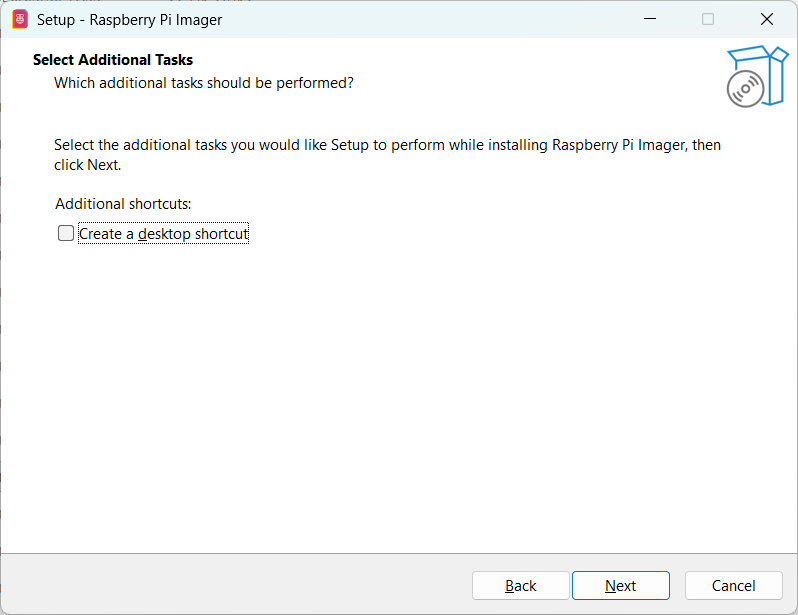 Setup - Raspberry Pi Imager
Select Additional Tasks
Which additional tasks should be performed?
Select the additional tasks you would like Setup to perform while installing Raspberry Pi Imager, then
click Next.
Additional shortcuts:
Create a desktop shortcut
Back
Next
Cancel